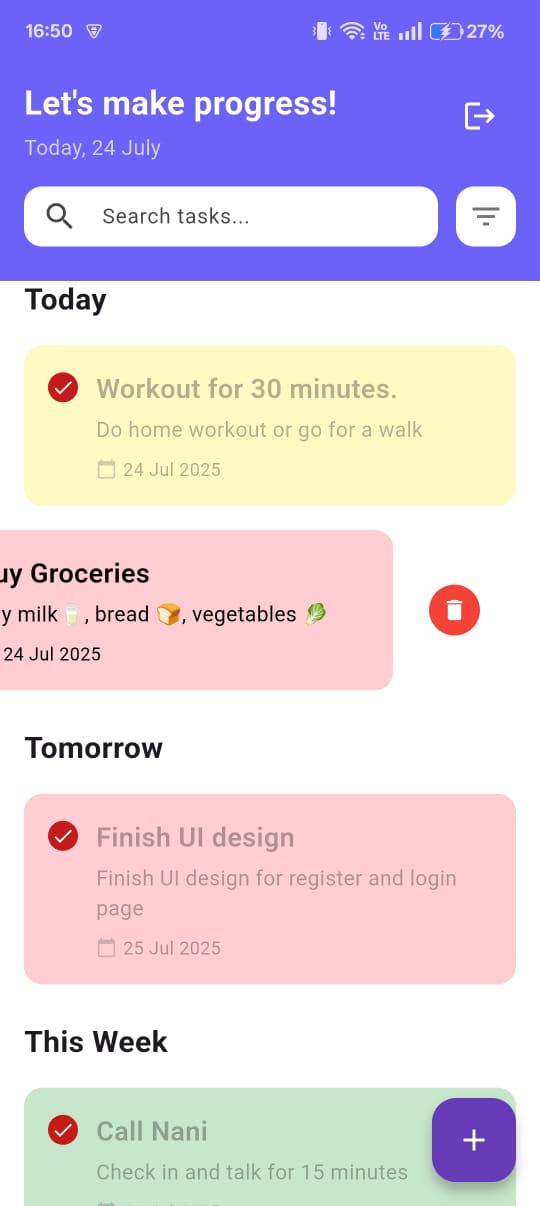 16:50
Vo LTE
27%
Let's make progress!
Today, 24 July
Search tasks...
Today
Workout for 30 minutes.
Do home workout or go for a walk
24 Jul 2025
uy Groceries
y milk🥛, bread 🍞, vegetables 🥬
24 Jul 2025
Tomorrow
Finish UI design
Finish UI design for register and login
page
25 Jul 2025
This Week
Call Nani
Check in and talk for 15 minutes